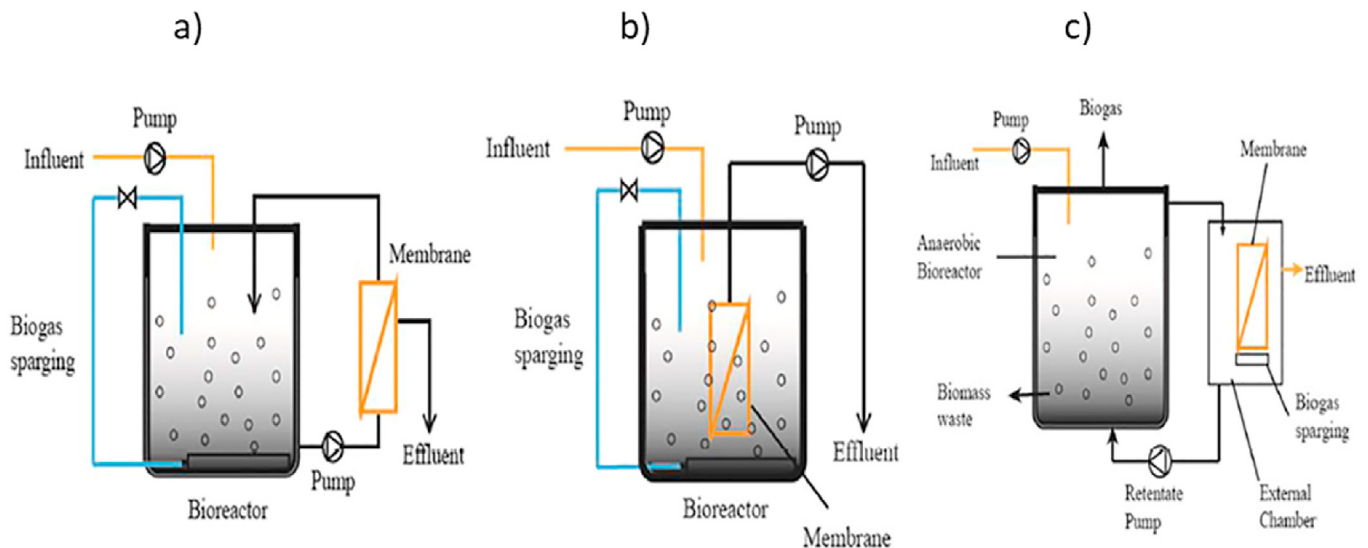 a)
Pump
Influent
Membrane
Biogas
sparging
Effluent
Pump
Bioreactor
b)
Pump
Pump
Influent
Biogas
sparging
Effluent
Bioreactor
Membrane
c)
Biogas
Pump
Membrane
Influent
Anaerobic
Bioreactor
Effluent
Biomass
waste
Biogas
sparging
Retentate
Pump
External
Chamber